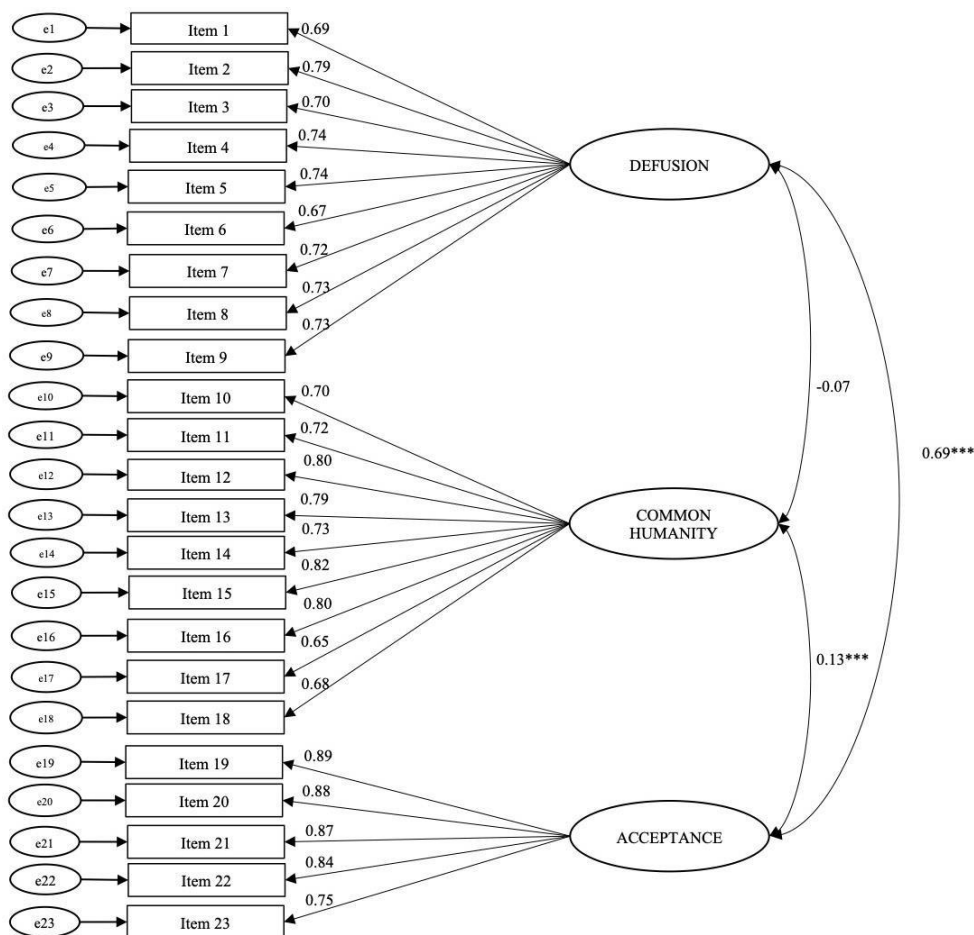 e1 Item 1 0.69
e2 Item 2 0.79
e3 Item 3 0.70
e4 Item 4 0.74
e5 Item 5 0.74
e6 Item 6 0.67
e7 Item 7 0.72
e8 Item 8 0.73
e9 Item 9 0.73
DEFUSION
e10 Item 10 0.70
e11 Item 11 0.72
e12 Item 12 0.80
e13 Item 13 0.79
e14 Item 14 0.73
e15 Item 15 0.82
e16 Item 16 0.80
e17 Item 17 0.65
e18 Item 18 0.68
COMMON
HUMANITY
e19 Item 19 0.89
e20 Item 20 0.88
e21 Item 21 0.87
e22 Item 22 0.84
e23 Item 23 0.75
ACCEPTANCE
-0.07
0.69***
0.13***